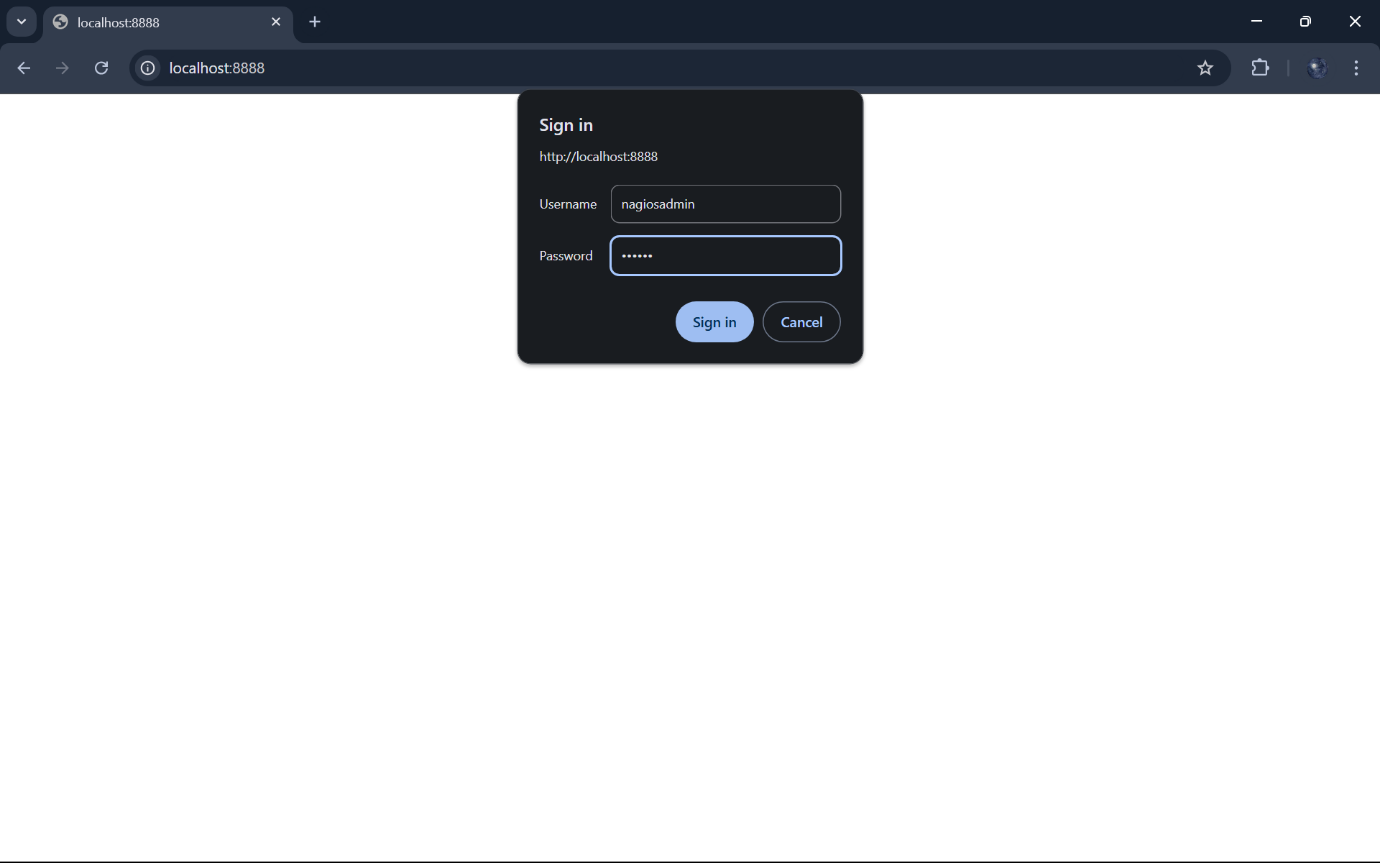 localhost:8888
localhost:8888
Sign in
http://localhost:8888
Username nagiosadmin
Password ••••••
Sign in Cancel